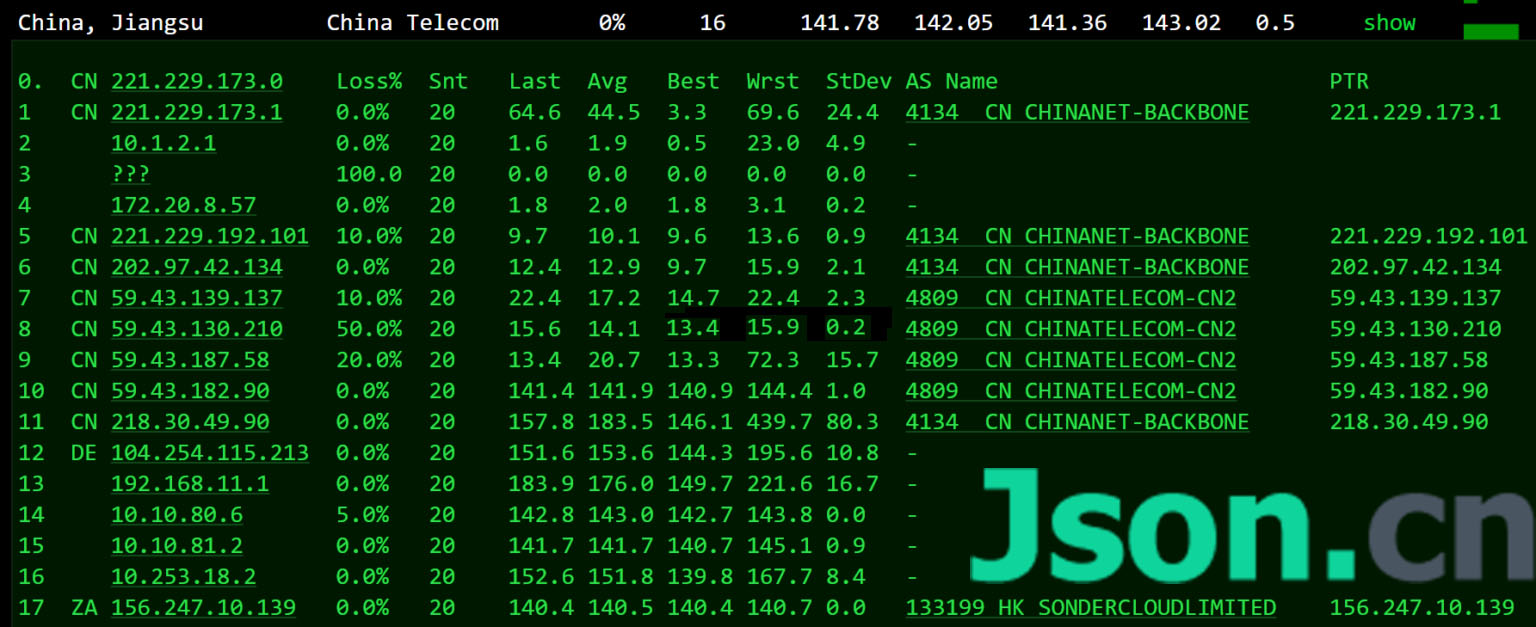 China, Jiangsu China Telecom 0% 16 141.78 142.05 141.36 143.02 0.5 show
0. CN 221.229.173.0 Loss% Snt Last Avg Best Wrst StDev AS Name PTR
1 CN 221.229.173.1 0.0% 20 64.6 44.5 3.3 69.6 24.4 4134 CN CHINANET-BACKBONE 221.229.173.1
2 10.1.2.1 0.0% 20 1.6 1.9 0.5 23.0 4.9 -
3 ??? 100.0 20 0.0 0.0 0.0 0.0 0.0 -
4 172.20.8.57 0.0% 20 1.8 2.0 1.8 3.1 0.2 -
5 CN 221.229.192.101 10.0% 20 9.7 10.1 9.6 13.6 0.9 4134 CN CHINANET-BACKBONE 221.229.192.101
6 CN 202.97.42.134 0.0% 20 12.4 12.9 9.7 15.9 2.1 4134 CN CHINANET-BACKBONE 202.97.42.134
7 CN 59.43.139.137 10.0% 20 22.4 17.2 14.7 22.4 2.3 4809 CN CHINATELECOM-CN2 59.43.139.137
8 CN 59.43.130.210 50.0% 20 15.6 14.1 13.4 15.9 0.2 4809 CN CHINATELECOM-CN2 59.43.130.210
9 CN 59.43.187.58 20.0% 20 13.4 20.7 13.3 72.3 15.7 4809 CN CHINATELECOM-CN2 59.43.187.58
10 CN 59.43.182.90 0.0% 20 141.4 141.9 140.9 144.4 1.0 4809 CN CHINATELECOM-CN2 59.43.182.90
11 CN 218.30.49.90 0.0% 20 157.8 183.5 146.1 439.7 80.3 4134 CN CHINANET-BACKBONE 218.30.49.90
12 DE 104.254.115.213 0.0% 20 151.6 153.6 144.3 195.6 10.8 -
13 192.168.11.1 0.0% 20 183.9 176.0 149.7 221.6 16.7 -
14 10.10.80.6 5.0% 20 142.8 143.0 142.7 143.8 0.0 -
15 10.10.81.2 0.0% 20 141.7 141.7 140.7 145.1 0.9 -
16 10.253.18.2 0.0% 20 152.6 151.8 139.8 167.7 8.4 -
Json.cn
17 ZA 156.247.10.139 0.0% 20 140.4 140.5 140.4 140.7 0.0 133199 HK SONDERCLOUDLIMITED 156.247.10.139